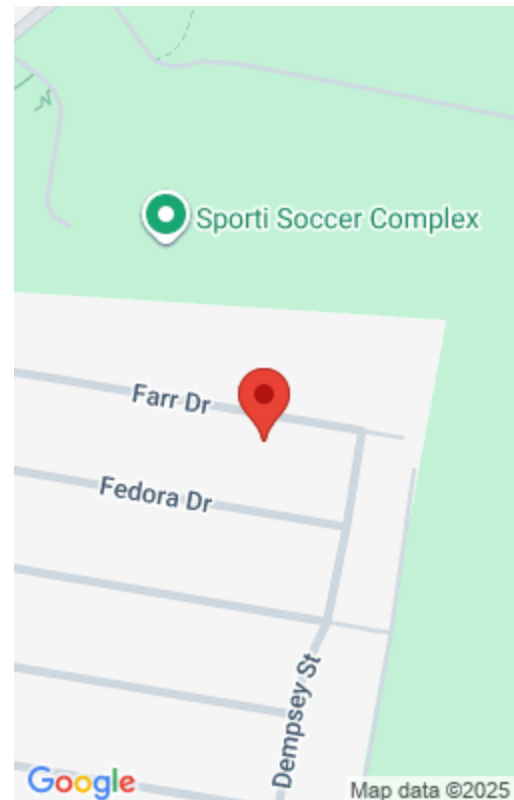 Sporti Soccer Complex
Farr Dr
Fedora Dr
Dempsey St
Google
Map data ©2025